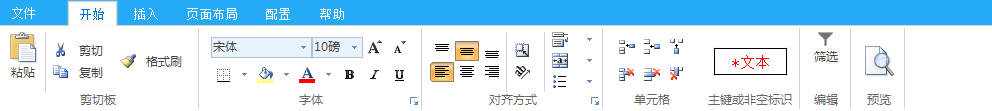 文件 开始 插入 页面布局 配置 帮助
宋体 10磅 A A
剪切
粘贴 复制 格式刷 A B I U *文本 筛选
剪切板 字体 对齐方式 单元格 主键或非空标识 编辑 预览